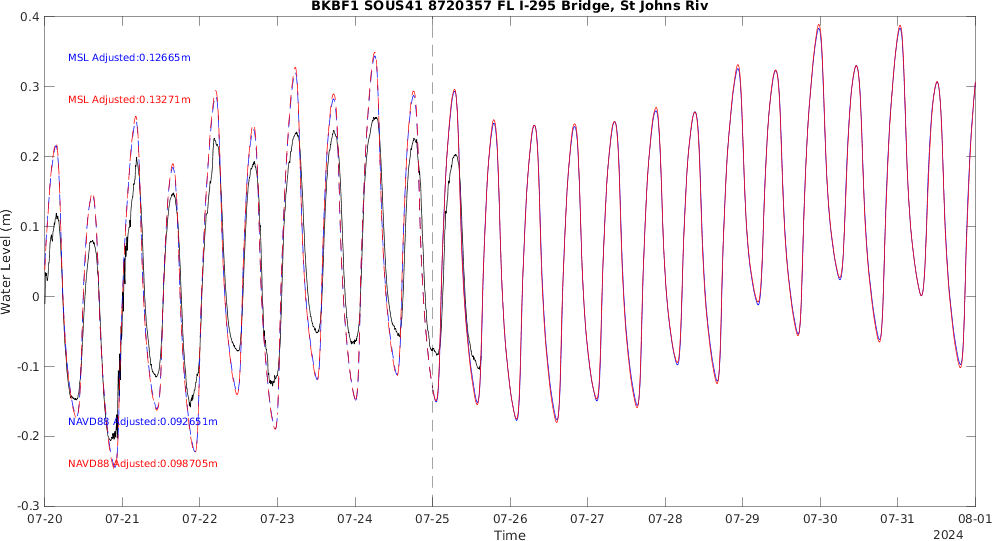 BKBF1 SOUS41 8720357 FL I-295 Bridge, St Johns Riv
0.4
MSL Adjusted:0.12665m
0.3
MSL Adjusted:0.13271m
0.2
0.1
Water Level (m)
0
-0.1
NAVD88 Adjusted:0.092651m
-0.2
NAVD88 Adjusted:0.098705m
-0.3
07-20 07-21 07-22 07-23 07-24 07-25 07-26 07-27 07-28 07-29 07-30 07-31 08-01
Time
2024